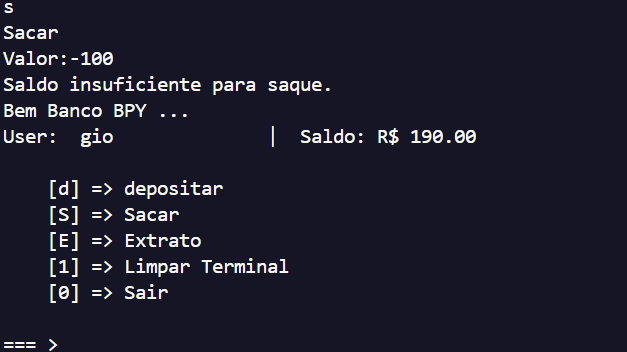 s
Sacar
Valor:-100
Saldo insuficiente para saque.
Bem Banco BPY ...
User:  gio              |  Saldo: R$ 190.00
[d] => depositar
[S] => Sacar
[E] => Extrato
[1] => Limpar Terminal
[0] => Sair
=== >